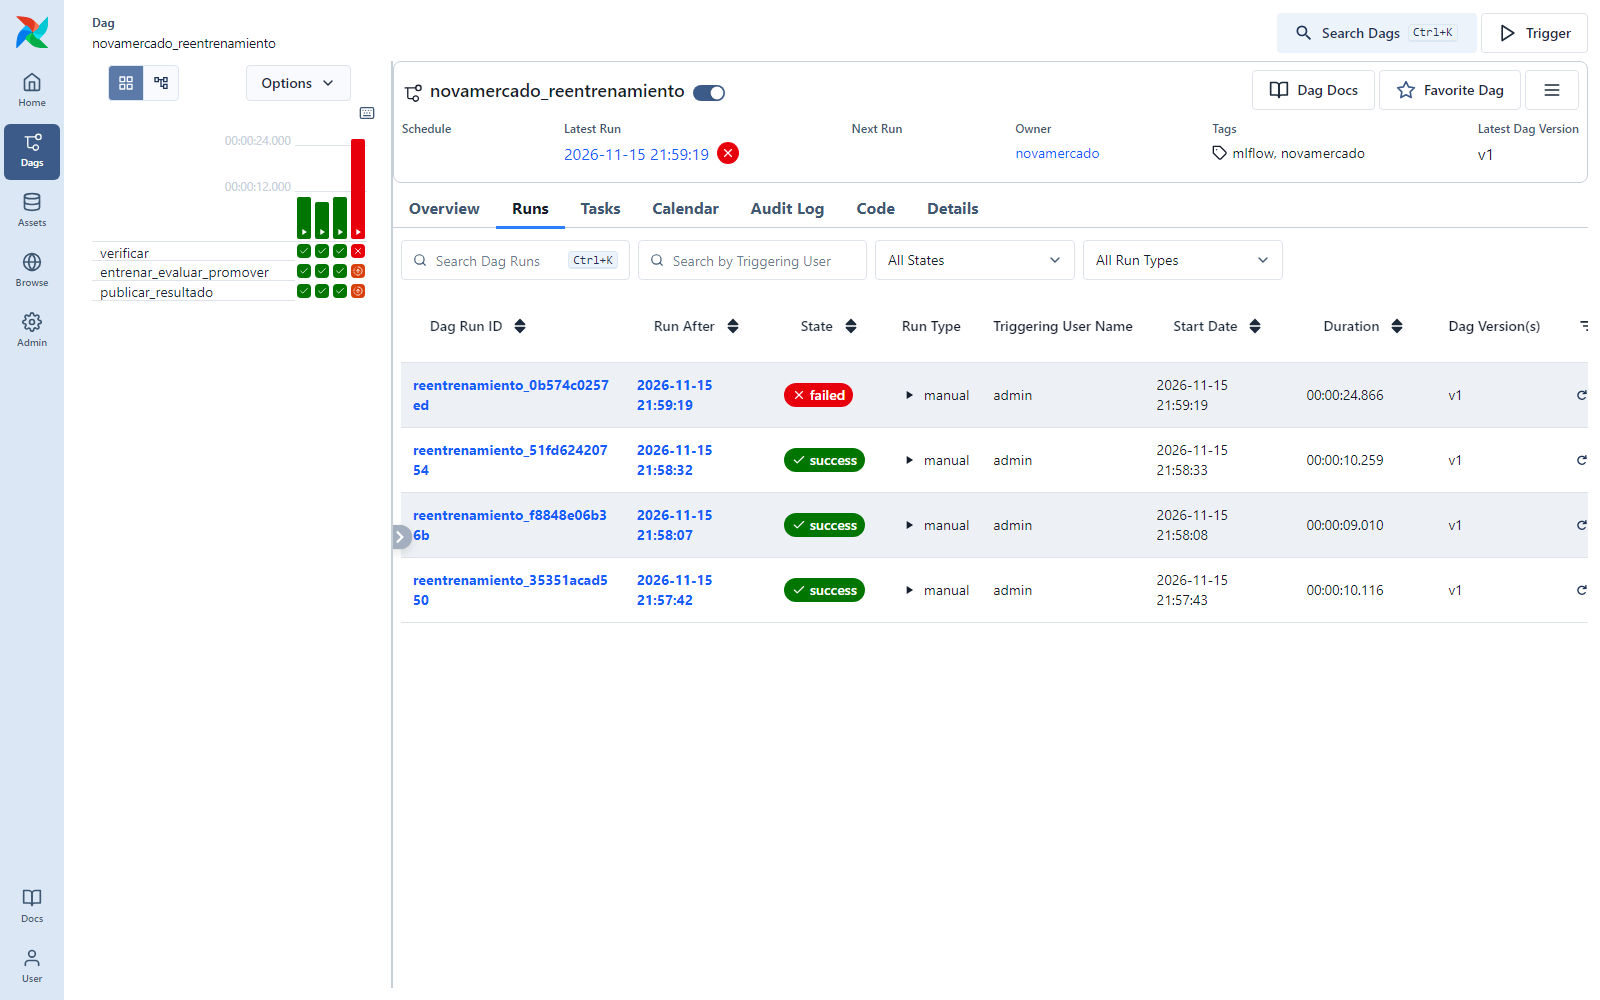 Dag
novamercado_reentrenamiento
Search Dags Ctrl+K
Trigger
Home
Dags
Assets
Browse
Admin
Docs
User
Options
00:00:24.000
00:00:12.000
verificar
entrenar_evaluar_promover
publicar_resultado
novamercado_reentrenamiento
Dag Docs
Favorite Dag
Schedule
Latest Run
2026-11-15 21:59:19
Next Run
Owner
novamercado
Tags
mlflow, novamercado
Latest Dag Version
v1
Overview Runs Tasks Calendar Audit Log Code Details
Search Dag Runs Ctrl+K
Search by Triggering User
All States
All Run Types
Dag Run ID Run After State Run Type Triggering User Name Start Date Duration Dag Version(s)
reentrenamiento_0b574c0257
ed
2026-11-15
21:59:19
failed
manual
admin
2026-11-15
21:59:19
00:00:24.866
v1
reentrenamiento_51fd624207
54
2026-11-15
21:58:32
success
manual
admin
2026-11-15
21:58:33
00:00:10.259
v1
reentrenamiento_f8848e06b3
6b
2026-11-15
21:58:07
success
manual
admin
2026-11-15
21:58:08
00:00:09.010
v1
reentrenamiento_35351acad5
50
2026-11-15
21:57:42
success
manual
admin
2026-11-15
21:57:43
00:00:10.116
v1